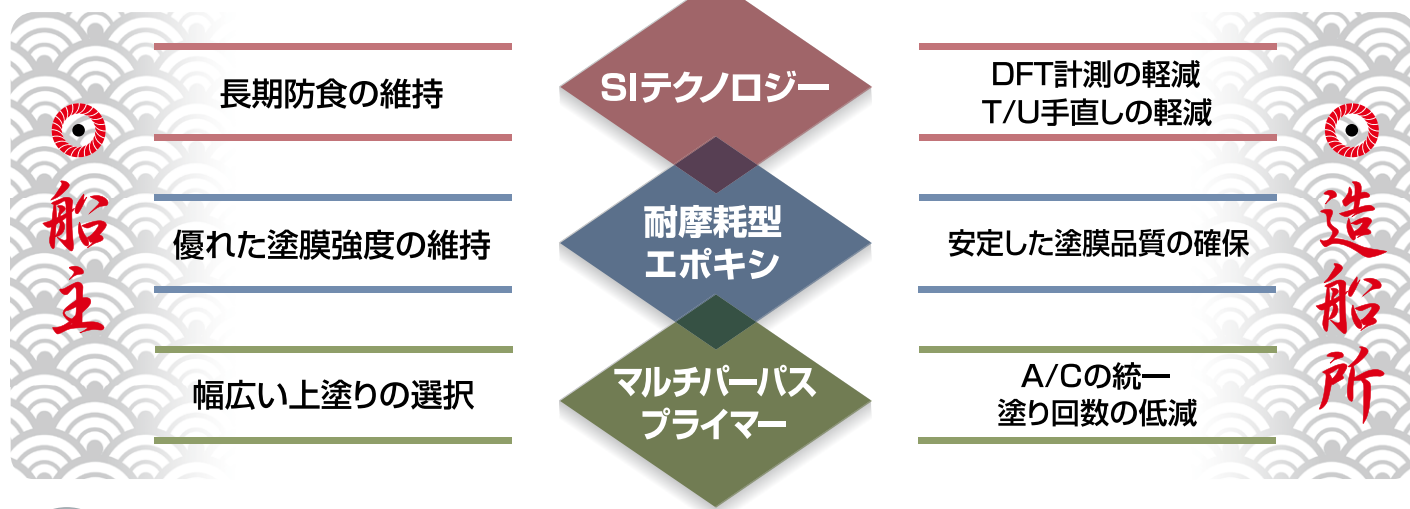 船主
長期防食の維持
優れた塗膜強度の維持
幅広い上塗りの選択
SIテクノロジー
耐摩耗型
エポキシ
マルチパーパス
プライマー
DFT計測の軽減
T/U手直しの軽減
安定した塗膜品質の確保
A/Cの統一
塗り回数の低減
造船所